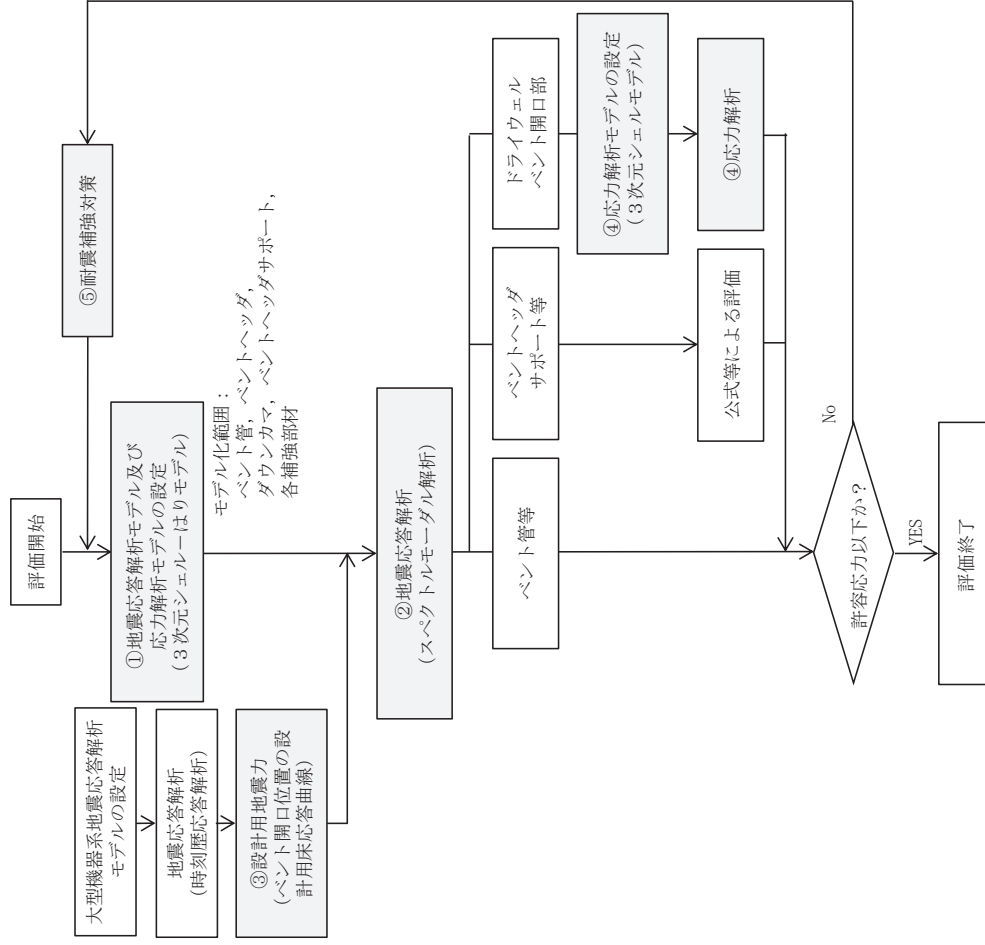 評価開始
⑤耐震補強対策
①地震応答解析モデル及び
応力解析モデルの設定
(３次元シェルーはりモデル)
モデル化範囲：
ベント管，ベントヘッダ，
ダウンカマ，ベントヘッダサポート，
各補強部材
大型機器系地震応答解析
モデルの設定
地震応答解析
(時刻歴応答解析)
③設計用地震力
(ベント開口位置の設
計用床応答曲線)
②地震応答解析
(スペクトルモーダル解析)
ベント管等
ベントヘッダ
サポート等
ドライウェル
ベント開口部
④応力解析モデルの設定
(３次元シェルモデル)
公式等による評価
④応力解析
許容応力以下か？
No
YES
評価終了